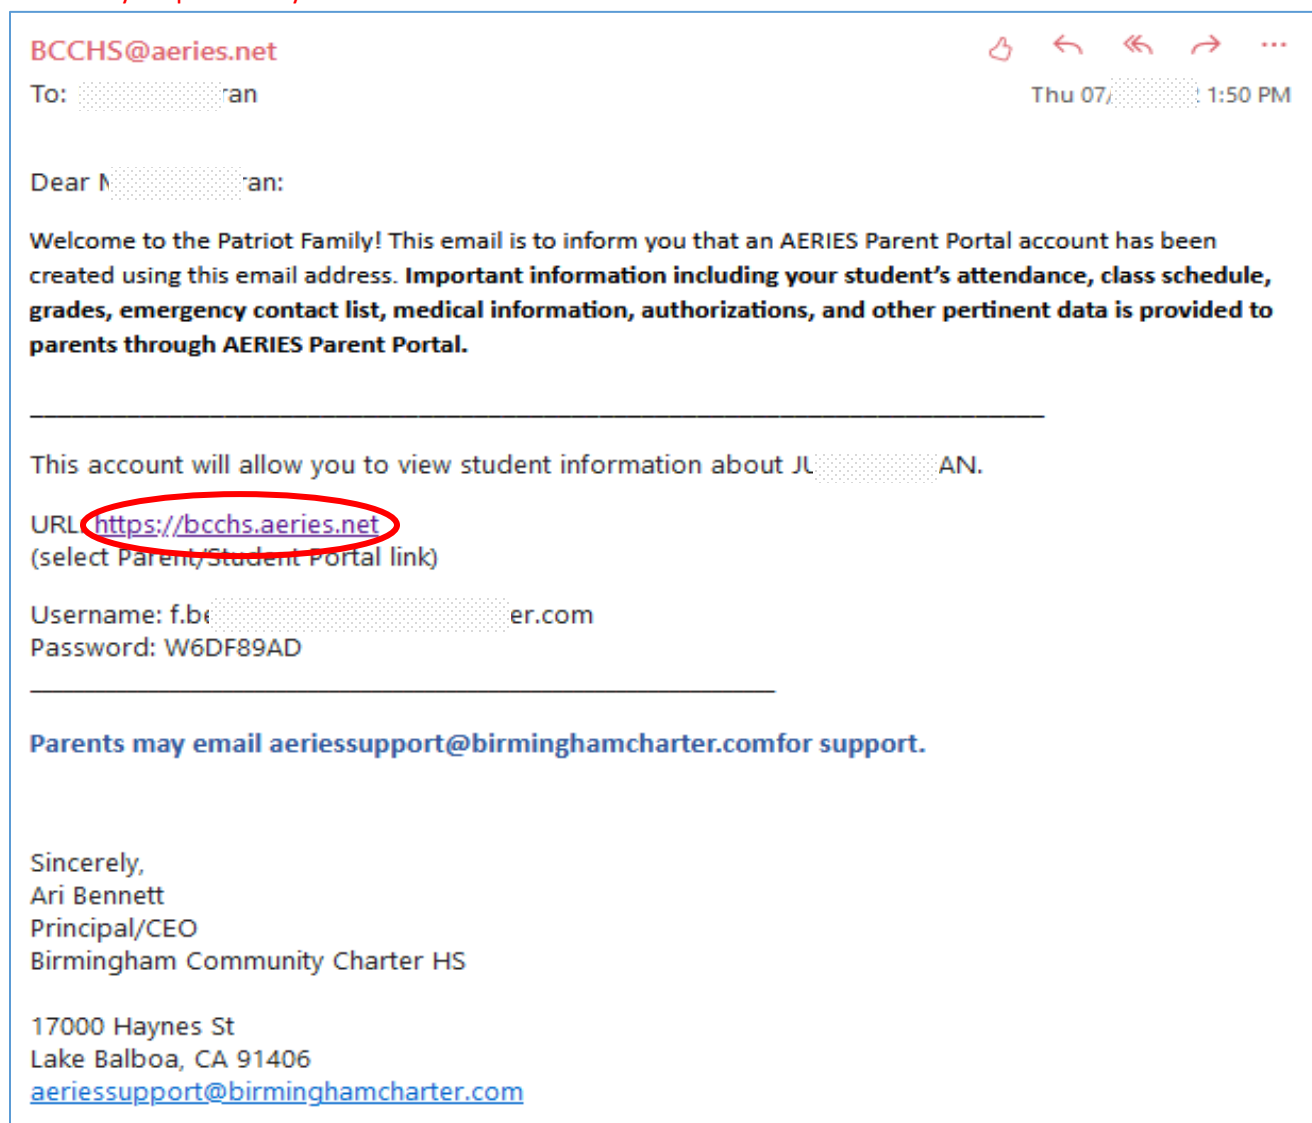 BCCHS@aeries.net
To: ran
Thu 07/ 1:50 PM
Dear ran:
Welcome to the Patriot Family! This email is to inform you that an AERIES Parent Portal account has been
created using this email address. Important information including your student’s attendance, class schedule,
grades, emergency contact list, medical information, authorizations, and other pertinent data is provided to
parents through AERIES Parent Portal.
This account will allow you to view student information about JU AN.
URL: https://bcchs.aeries.net
(select Parent/Student Portal link)
Username: f.be er.com
Password: W6DF89AD
Parents may email aeriessupport@birminghamcharter.comfor support.
Sincerely,
Ari Bennett
Principal/CEO
Birmingham Community Charter HS
17000 Haynes St
Lake Balboa, CA 91406
aeriessupport@birminghamcharter.com